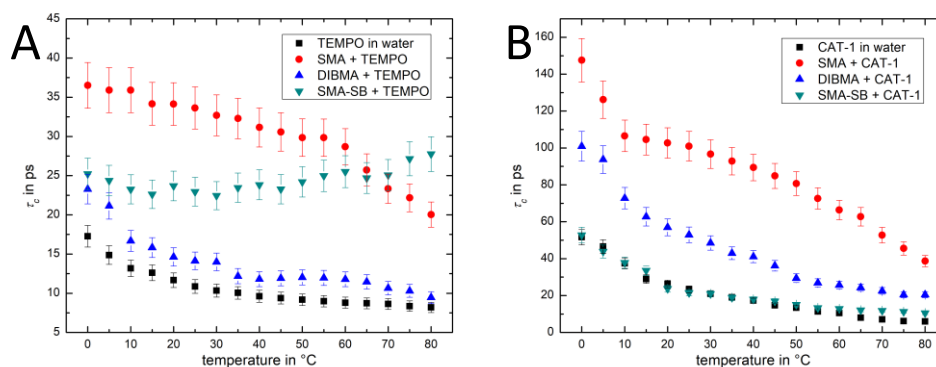 A
45
40
35
30
25
20
15
10
5
τc in ps
TEMPO in water
SMA + TEMPO
DIBMA + TEMPO
SMA-SB + TEMPO
0 10 20 30 40 50 60 70 80
temperature in °C
B
160
140
120
100
80
60
40
20
0
τc in ps
CAT-1 in water
SMA + CAT-1
DIBMA + CAT-1
SMA-SB + CAT-1
0 10 20 30 40 50 60 70 80
temperature in °C